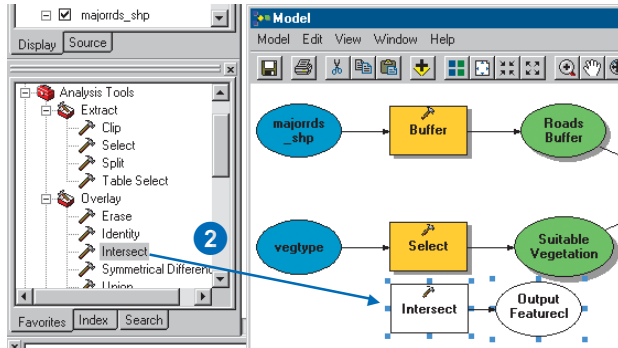 majorrds_shp
Display Source
Analysis Tools
Extract
Clip
Select
Split
Table Select
Overlay
Erase
Identity
Intersect
Symmetrical Differenc
Union
Favorites Index Search
2
Model
Model Edit View Window Help
majorrds
_shp
Buffer
Roads
Buffer
vegtype
Select
Suitable
Vegetation
Intersect
Output
Featurecl